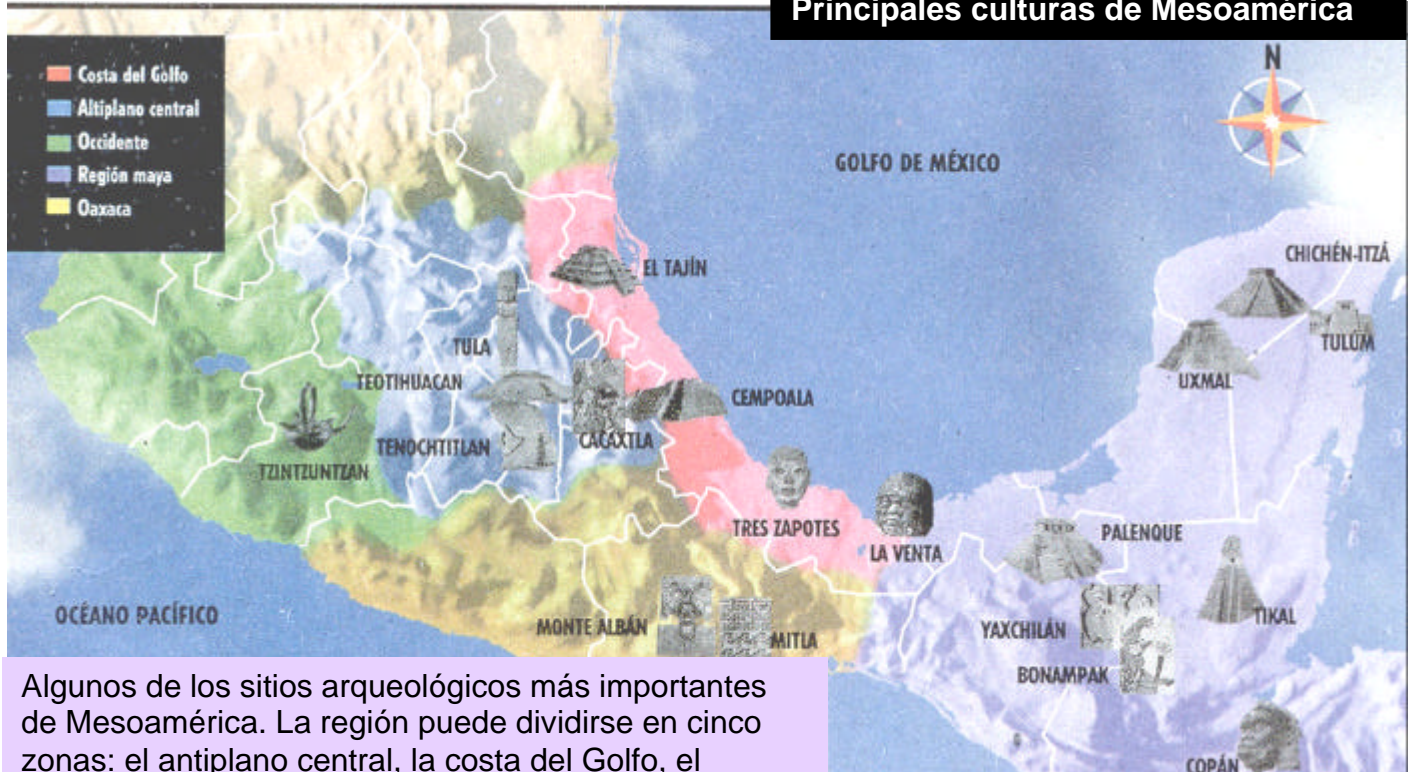 Principales culturas de Mesoamérica
Costa del Golfo
Altiplano central
Occidente
Región maya
Oaxaca
N
GOLFO DE MÉXICO
CHICHÉN-ITZÁ
EL TAJÍN
TULUM
TULA
UXMAL
TEOTIHUACAN
CEMPOALA
TENOCHTITLAN
CACAXTLA
TZINTZUNTZAN
TRES ZAPOTES
PALENQUE
LA VENTA
OCÉANO PACÍFICO
TIKAL
MONTE ALBÁN
YAXCHILÁN
MITLA
BONAMPAK
COPÁN
Algunos de los sitios arqueológicos más importantes
de Mesoamérica. La región puede dividirse en cinco
zonas: el antiplano central, la costa del Golfo, el